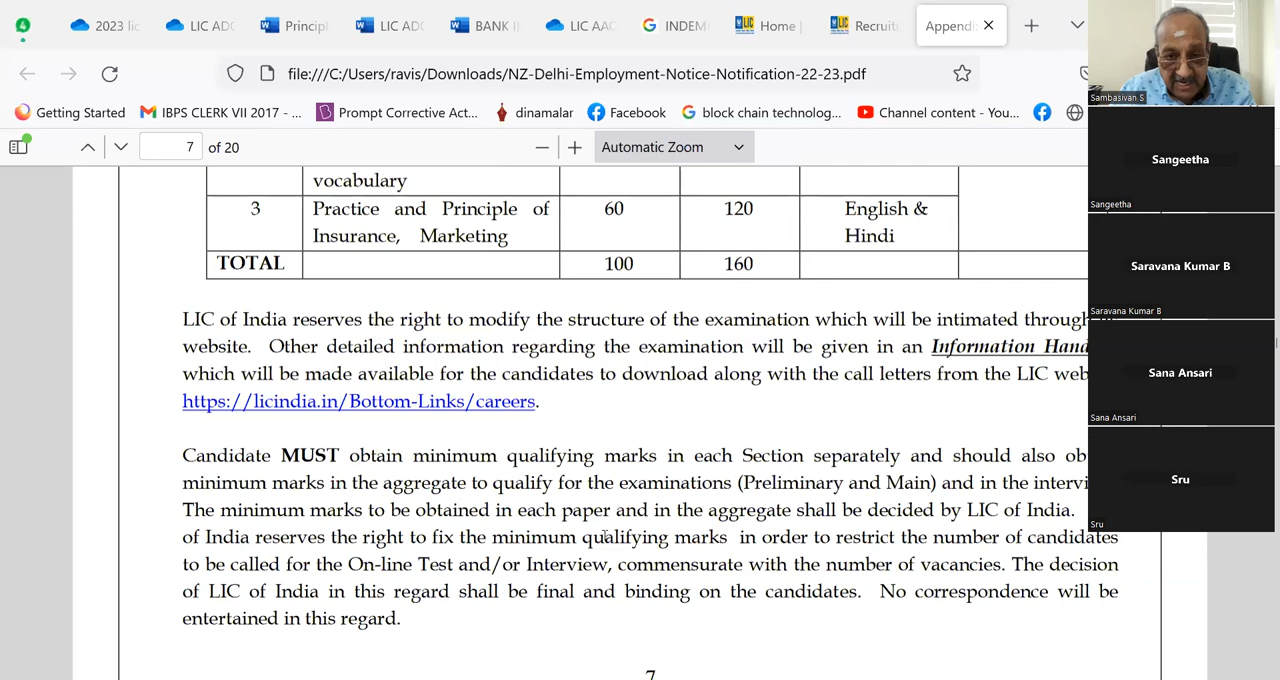 4
2023 lic
LIC ADO
Principl
LIC ADO
BANK I
LIC AAO
INDEM
Home |
Recruit
Appendi
file:///C:/Users/ravis/Downloads/NZ-Delhi-Employment-Notice-Notification-22-23.pdf
Getting Started
IBPS CLERK VII 2017 - ...
Prompt Corrective Act...
dinamalar
Facebook
block chain technolog...
Channel content - You...
7 of 20
Automatic Zoom
vocabulary
3 Practice and Principle of 60 120 English &
Insurance, Marketing Hindi
TOTAL 100 160
LIC of India reserves the right to modify the structure of the examination which will be intimated through
website. Other detailed information regarding the examination will be given in an Information Hand
which will be made available for the candidates to download along with the call letters from the LIC web
https://licindia.in/Bottom-Links/careers.
Candidate MUST obtain minimum qualifying marks in each Section separately and should also ob
minimum marks in the aggregate to qualify for the examinations (Preliminary and Main) and in the intervi
The minimum marks to be obtained in each paper and in the aggregate shall be decided by LIC of India.
of India reserves the right to fix the minimum qualifying marks in order to restrict the number of candidates
to be called for the On-line Test and/or Interview, commensurate with the number of vacancies. The decision
of LIC of India in this regard shall be final and binding on the candidates. No correspondence will be
entertained in this regard.
7
Sambasivan S
Sangeetha
Sangeetha
Saravana Kumar B
Saravana Kumar B
Sana Ansari
Sana Ansari
Sru
Sru